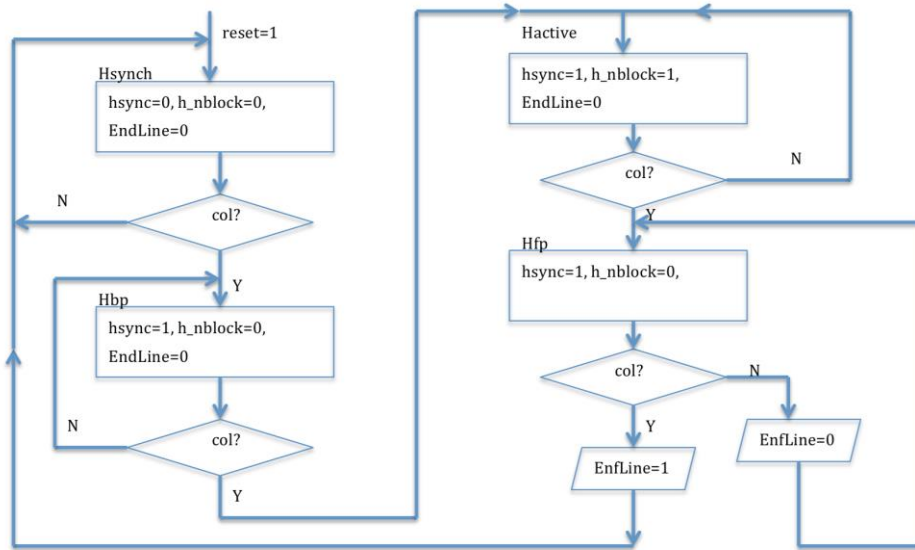 reset=1
Hsynch
hsync=0, h_nblock=0,
EndLine=0
col?
N
Y
Hbp
hsync=1, h_nblock=0,
EndLine=0
col?
N
Y
Hactive
hsync=1, h_nblock=1,
EndLine=0
col?
N
Y
Hfp
hsync=1, h_nblock=0,
col?
N
Y
EnfLine=1
EnfLine=0